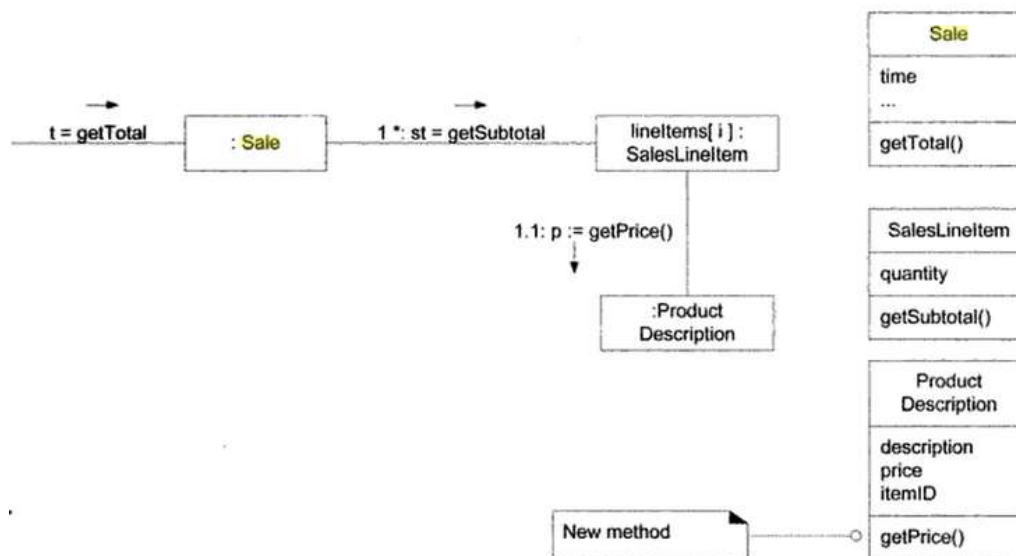 t = getTotal
: Sale
1 *: st = getSubtotal
lineItems[ i ] :
SalesLineItem
1.1: p := getPrice()
:Product
Description
Sale
time
...
getTotal()
SalesLineItem
quantity
getSubtotal()
Product
Description
description
price
itemID
getPrice()
New method